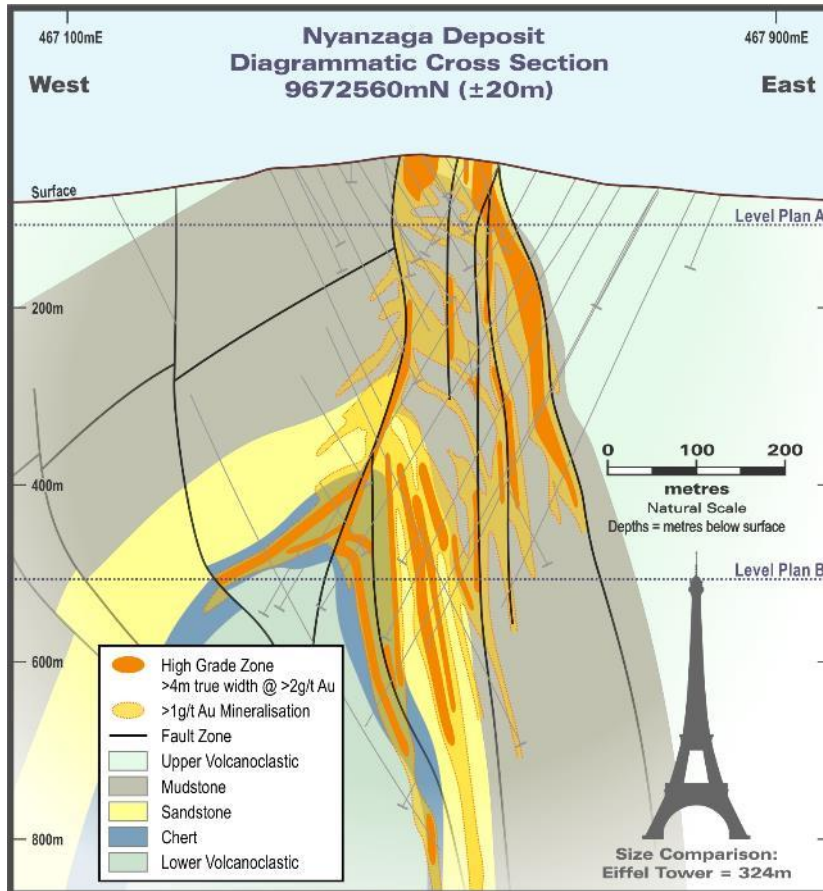 467 100mE
467 900mE
Nyanzaga Deposit
Diagrammatic Cross Section
9672560mN (±20m)
West
East
Surface
Level Plan A
200m
0 100 200
metres
Natural Scale
Depths = metres below surface
400m
Level Plan B
600m
High Grade Zone
>4m true width @ >2g/t Au
>1g/t Au Mineralisation
Fault Zone
Upper Volcanoclastic
Mudstone
Sandstone
Chert
Lower Volcanoclastic
800m
Size Comparison:
Eiffel Tower = 324m